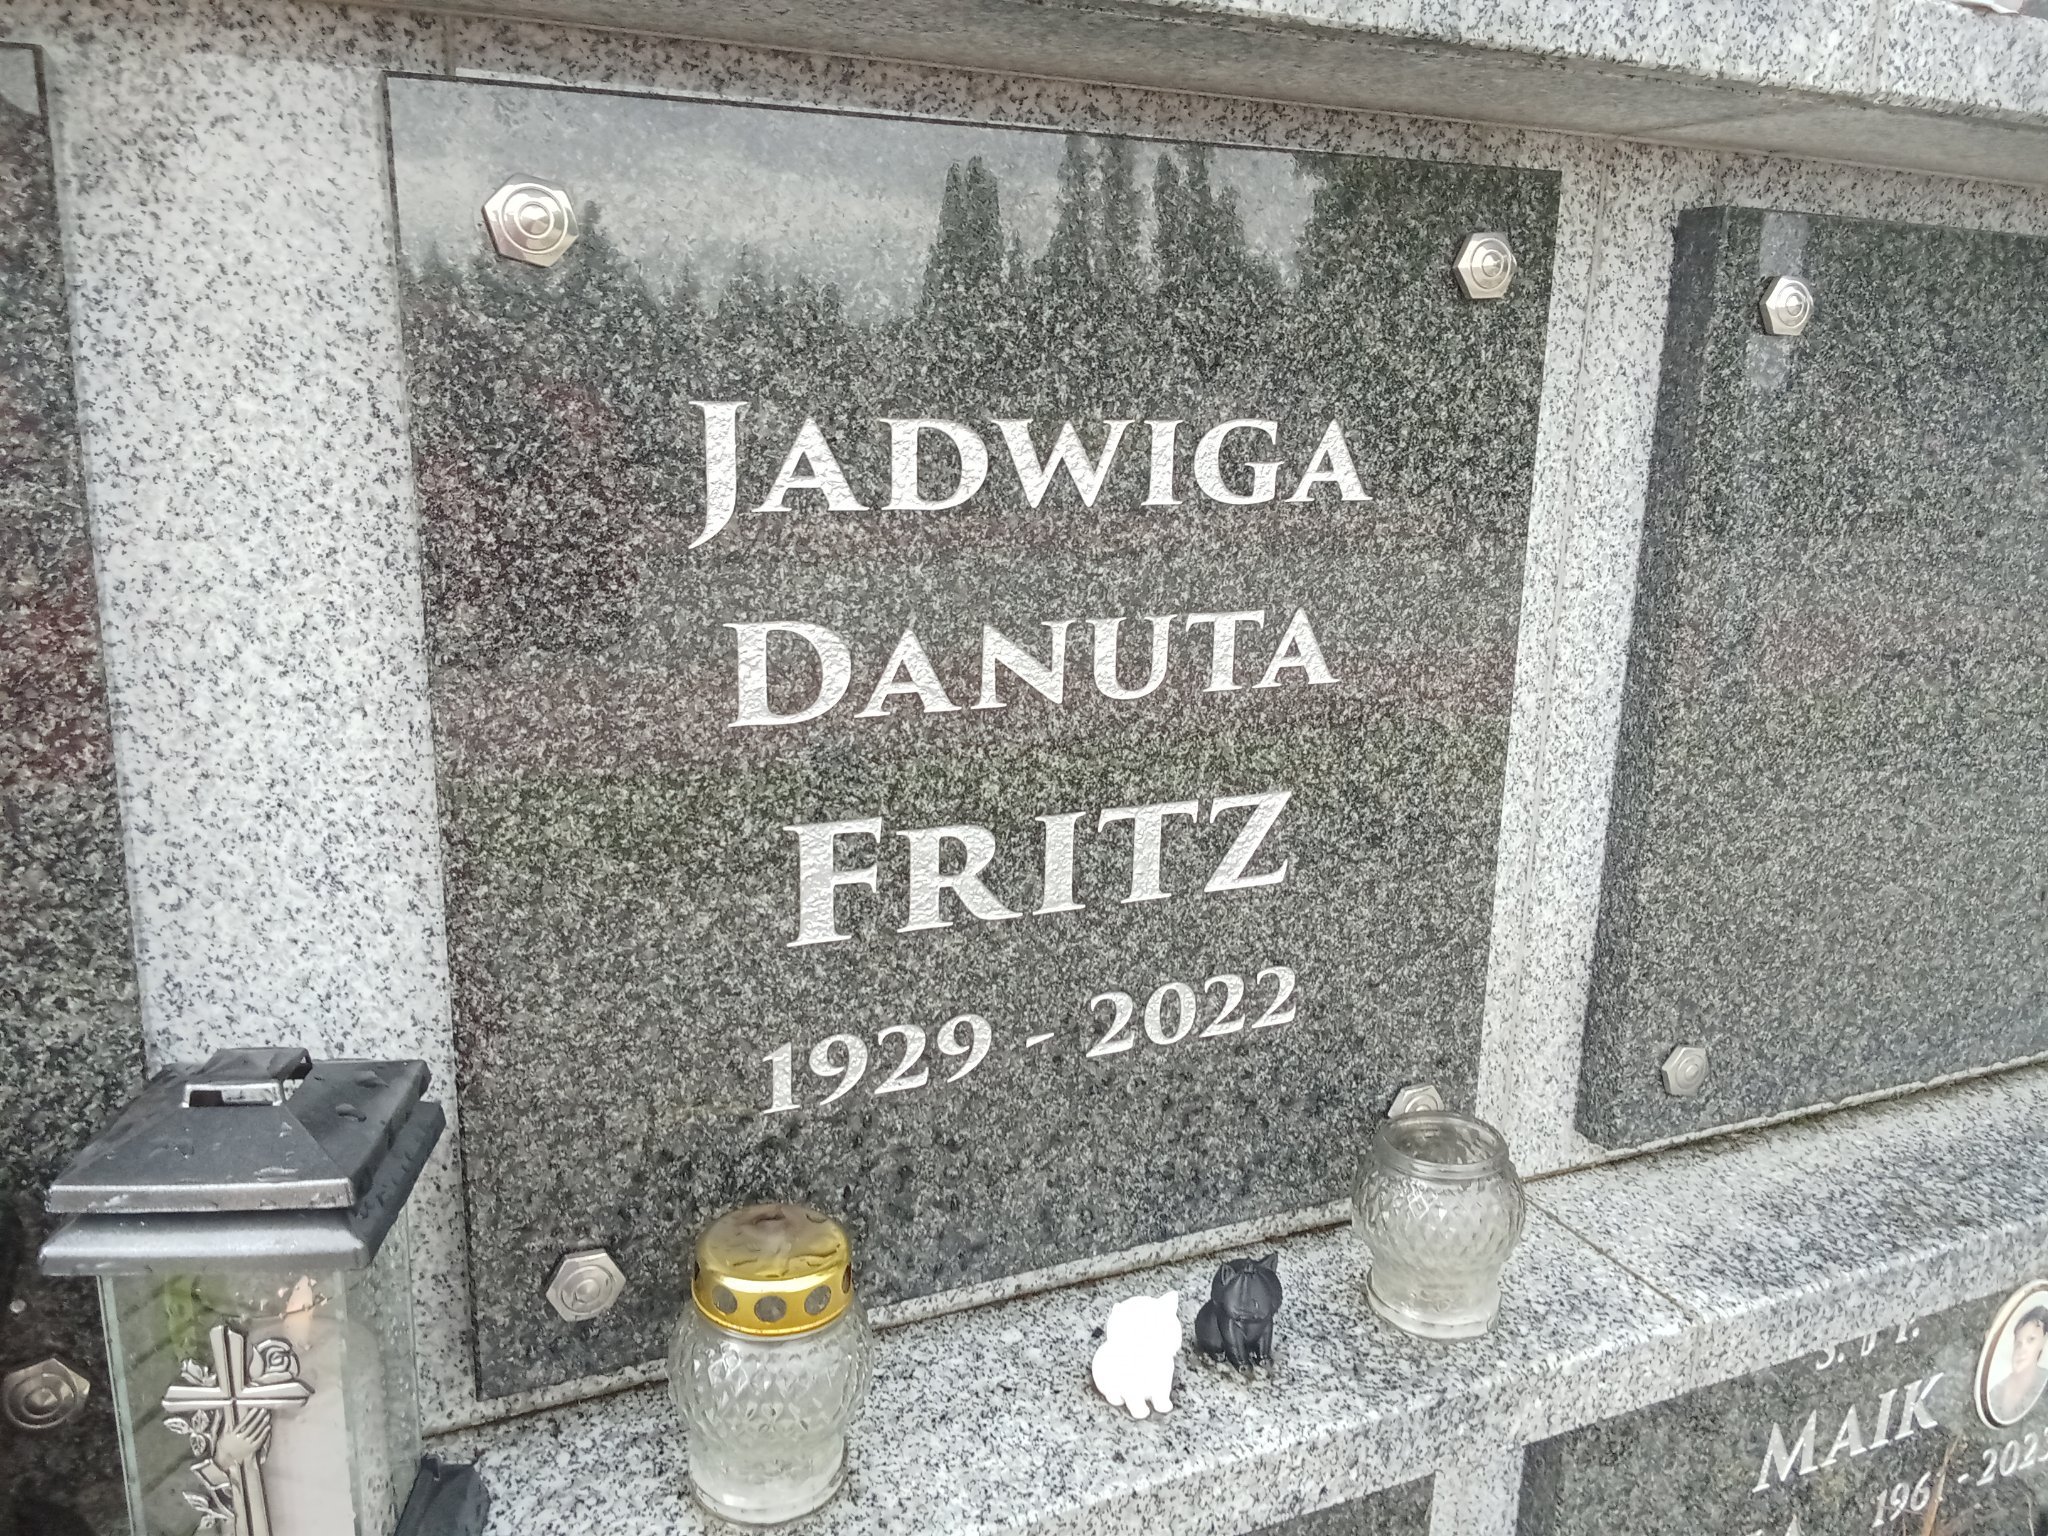 JADWIGA
DANUTA
FRITZ
1929 - 2022
MAIK